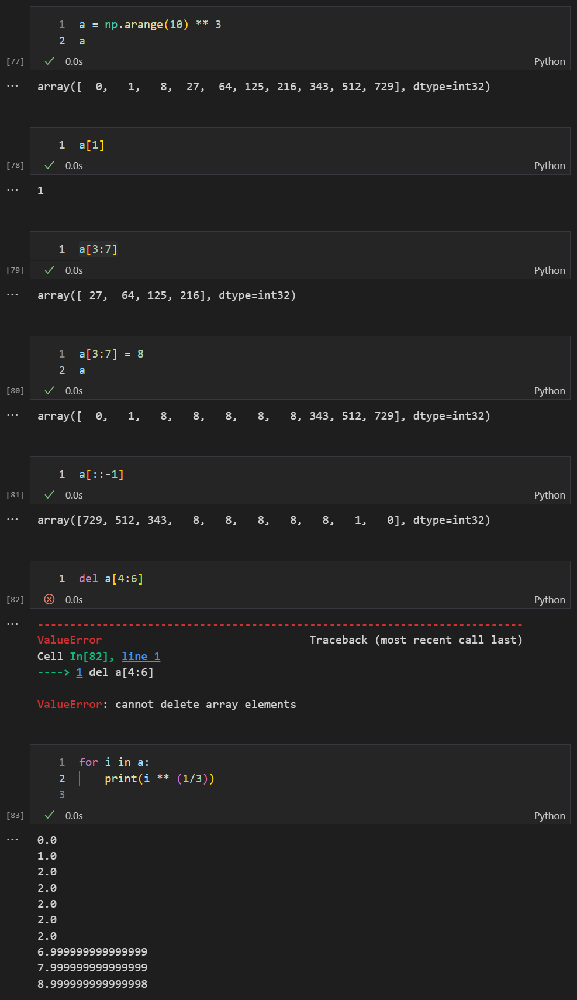 1 a = np.arange(10) ** 3
2 a
[77] 0.0s Python
... array([  0,   1,   8,  27,  64, 125, 216, 343, 512, 729], dtype=int32)
1 a[1]
[78] 0.0s Python
... 1
1 a[3:7]
[79] 0.0s Python
... array([ 27,  64, 125, 216], dtype=int32)
1 a[3:7] = 8
2 a
[80] 0.0s Python
... array([  0,   1,   8,   8,   8,   8,   8, 343, 512, 729], dtype=int32)
1 a[::-1]
[81] 0.0s Python
... array([729, 512, 343,   8,   8,   8,   8,   8,   1,   0], dtype=int32)
1 del a[4:6]
[82] 0.0s Python
... ---------------------------------------------------------------------------
ValueError                                Traceback (most recent call last)
Cell In[82], line 1
----> 1 del a[4:6]
ValueError: cannot delete array elements
1 for i in a:
2     print(i ** (1/3))
3
[83] 0.0s Python
... 0.0
1.0
2.0
2.0
2.0
2.0
2.0
6.999999999999999
7.999999999999999
8.999999999999998